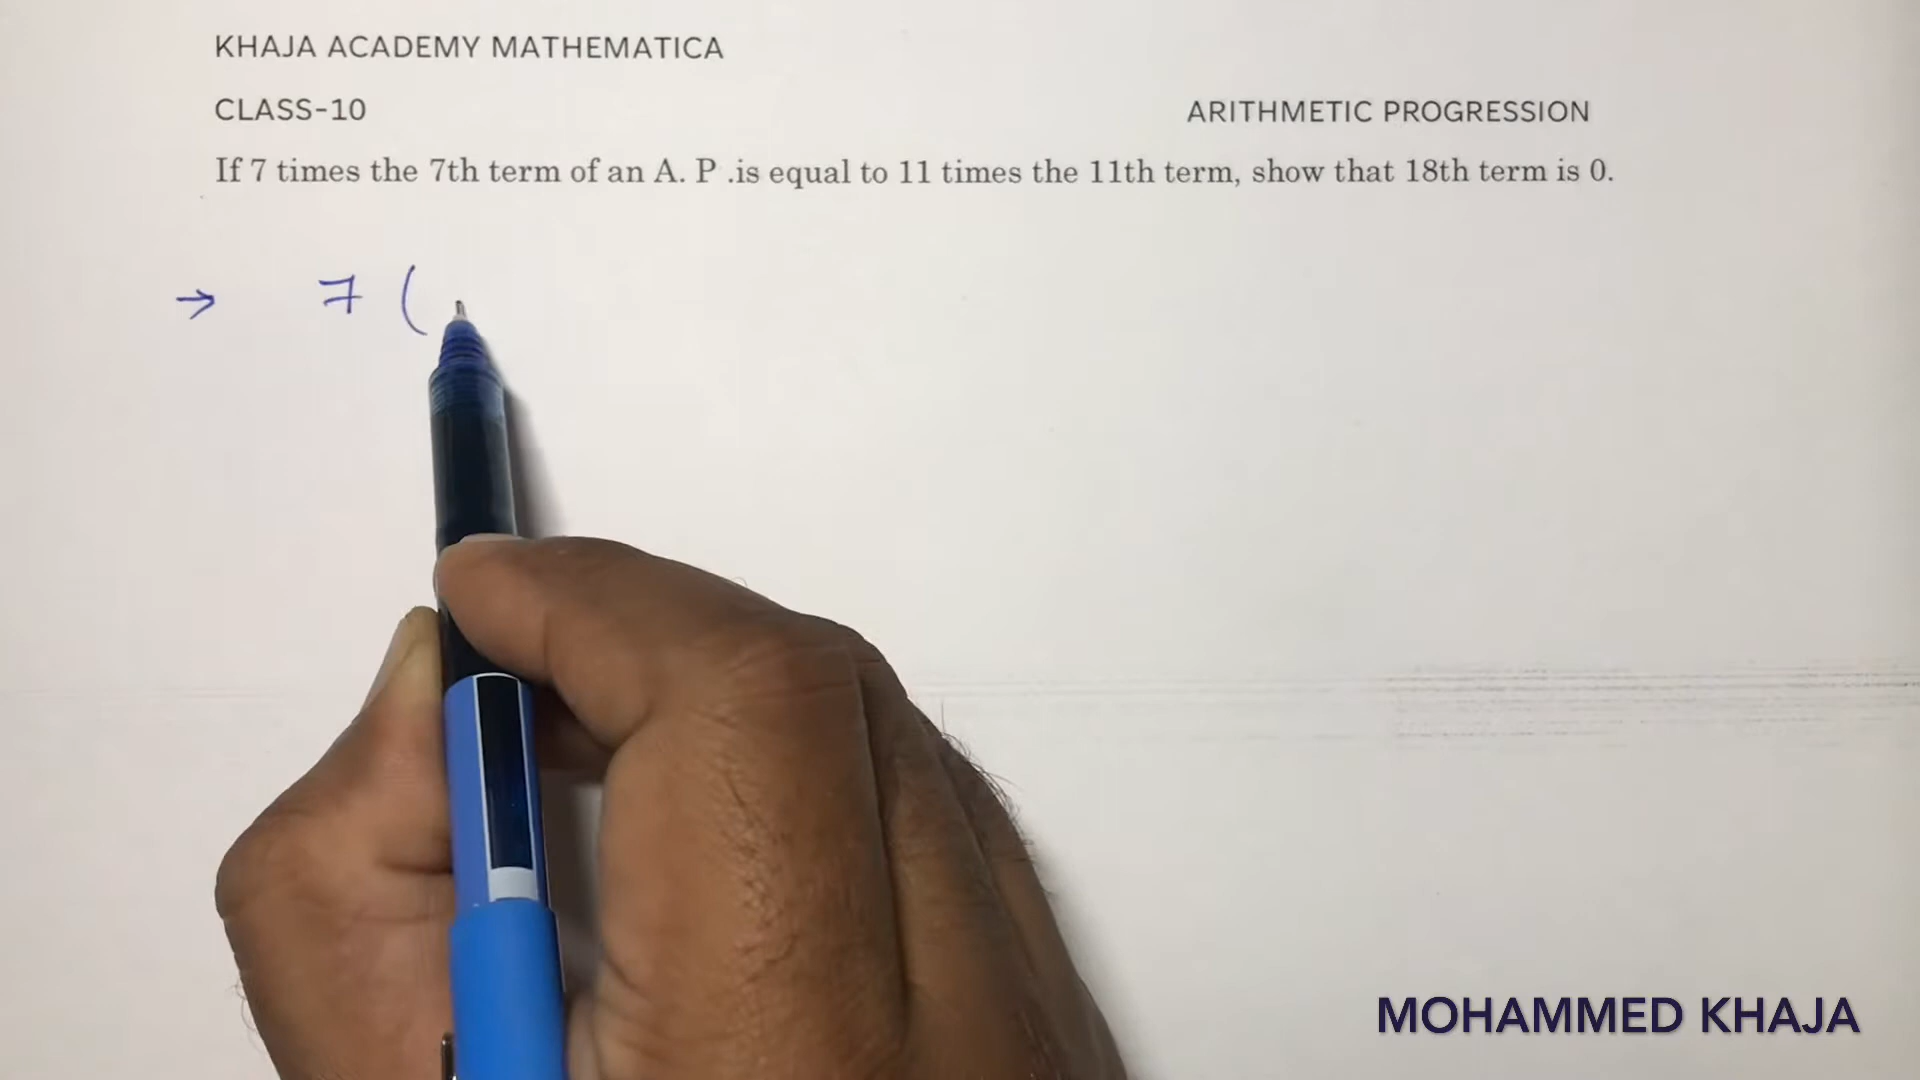 KHAJA ACADEMY MATHEMATICA
CLASS-10 ARITHMETIC PROGRESSION
If 7 times the 7th term of an A. P .is equal to 11 times the 11th term, show that 18th term is 0.
→ 7 (
MOHAMMED KHAJA